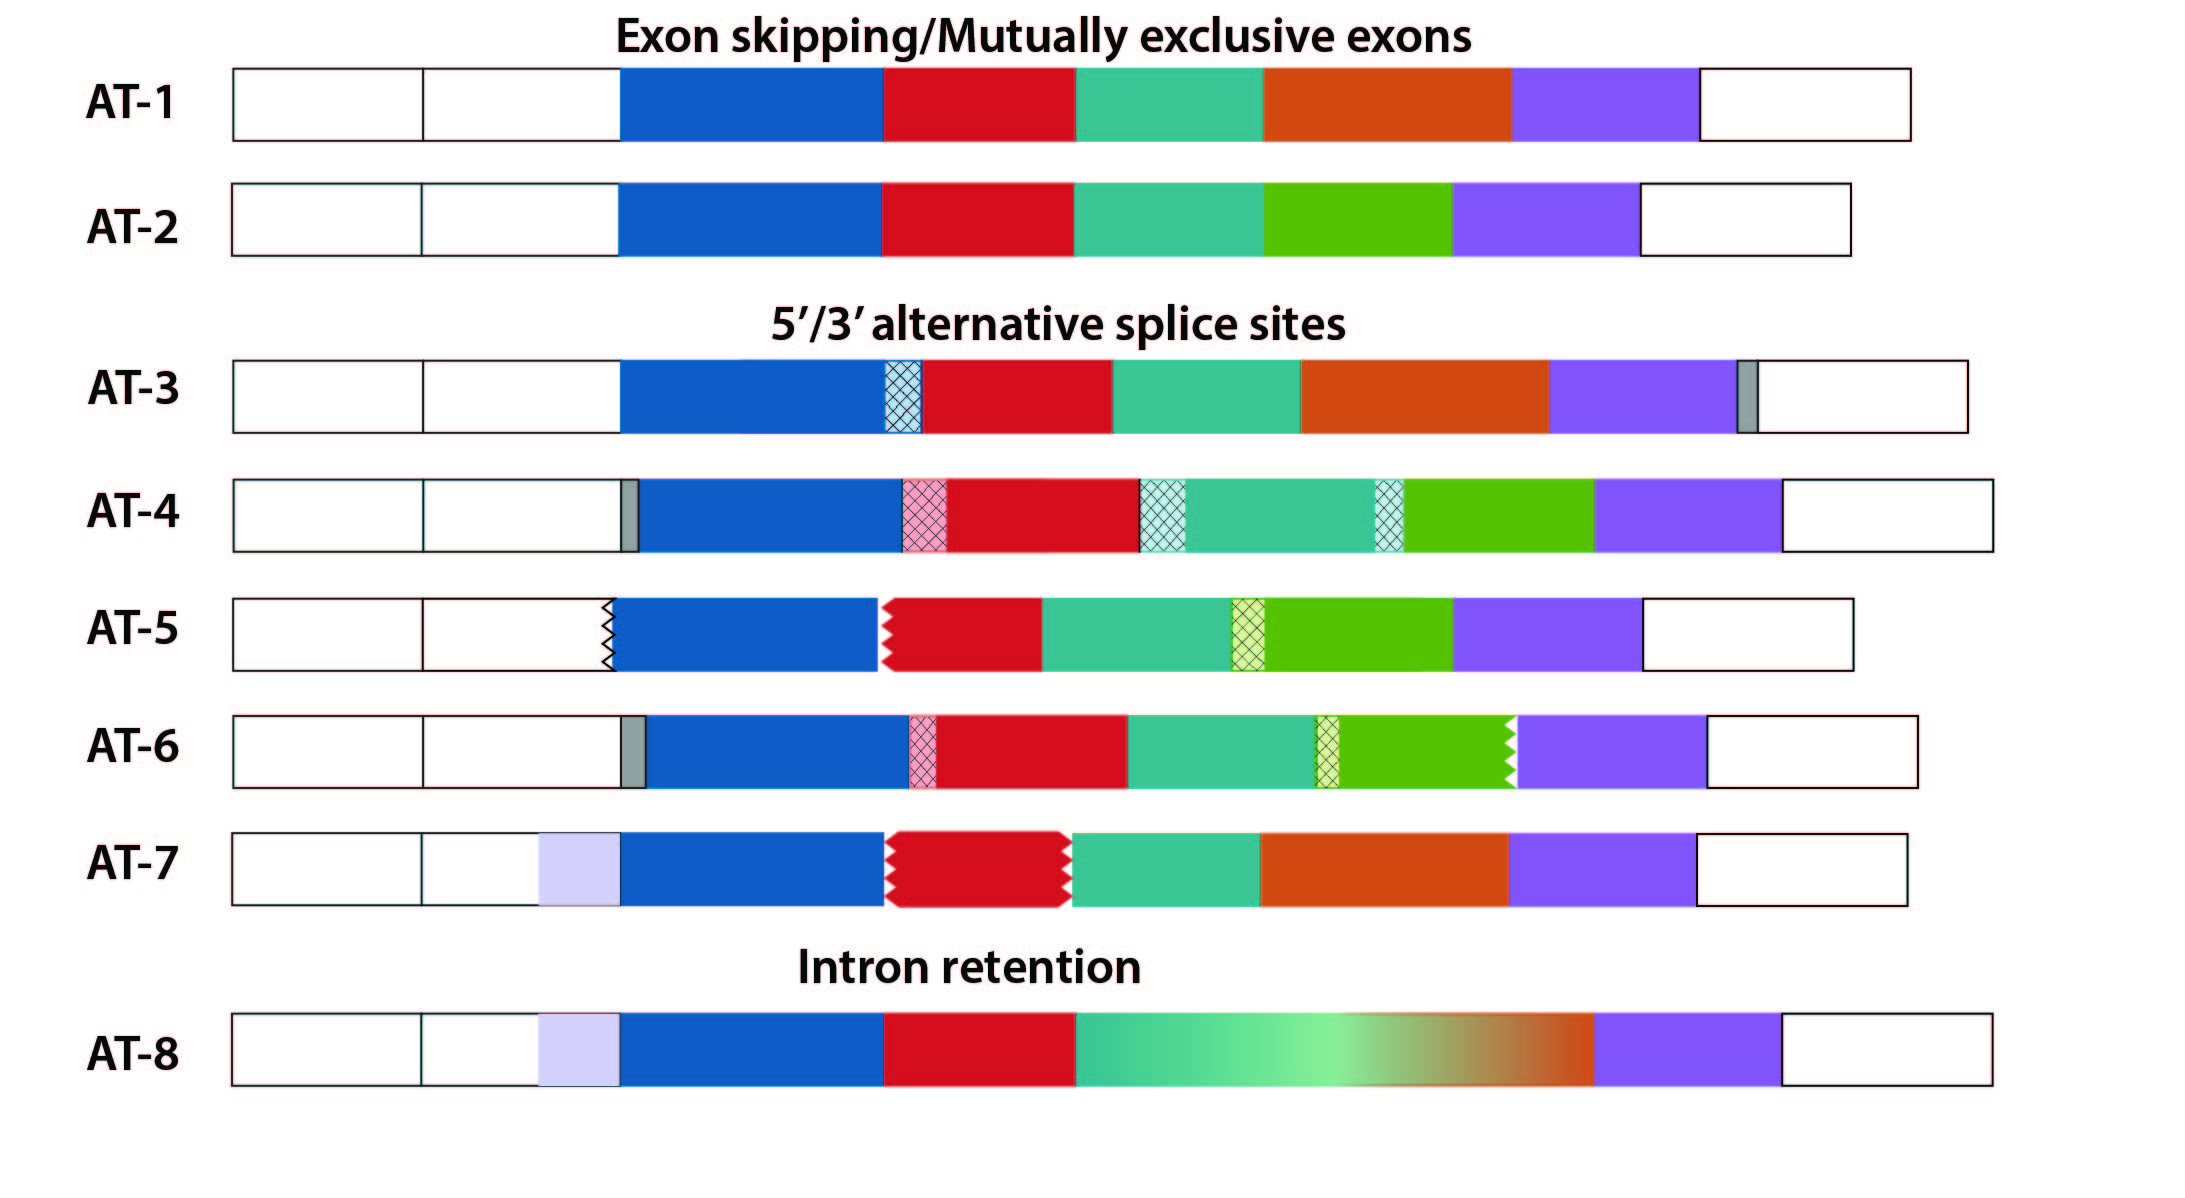 Exon skipping/Mutually exclusive exons
AT-1
AT-2
5’/3’ alternative splice sites
AT-3
AT-4
AT-5
AT-6
AT-7
Intron retention
AT-8